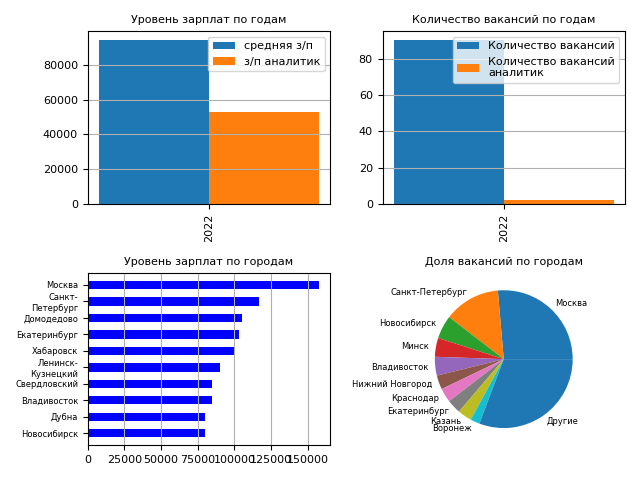 Уровень зарплат по годам
80000
60000
40000
20000
0
средняя з/п
з/п аналитик
2022
Количество вакансий по годам
80
60
40
20
0
Количество вакансий
Количество вакансий
аналитик
2022
Уровень зарплат по городам
Москва
Санкт-
Петербург
Домодедово
Екатеринбург
Хабаровск
Ленинск-
Кузнецкий
Свердловский
Владивосток
Дубна
Новосибирск
0 25000 50000 75000 100000 125000 150000
Доля вакансий по городам
Москва
Санкт-Петербург
Новосибирск
Минск
Владивосток
Нижний Новгород
Краснодар
Екатеринбург
Казань
Воронеж
Другие